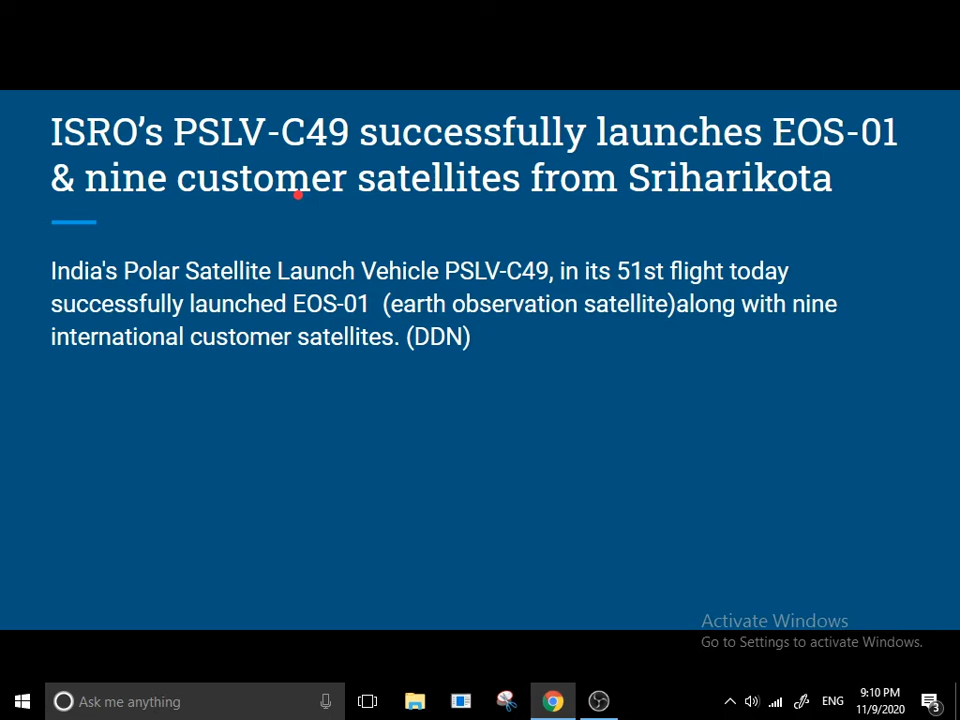 ISRO’s PSLV-C49 successfully launches EOS-01
& nine customer satellites from Sriharikota
India's Polar Satellite Launch Vehicle PSLV-C49, in its 51st flight today
successfully launched EOS-01  (earth observation satellite)along with nine
international customer satellites. (DDN)
Activate Windows
Go to Settings to activate Windows.
Ask me anything
ENG
9:10 PM
11/9/2020
3